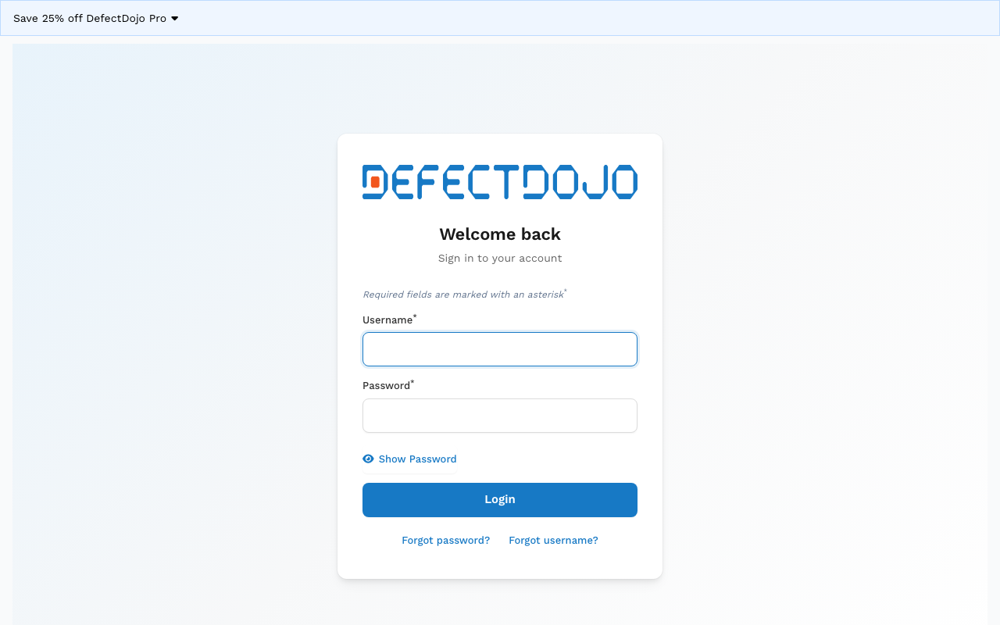 Save 25% off DefectDojo Pro
DEFECTDOJO
Welcome back
Sign in to your account
Required fields are marked with an asterisk*
Username*
Password*
Show Password
Login
Forgot password? Forgot username?